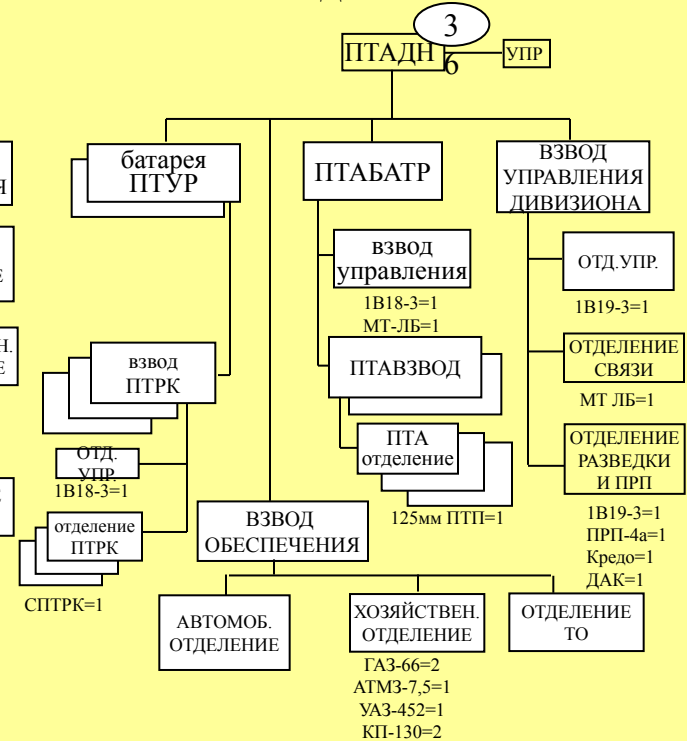 3
6
ПТАДН
УПР
батарея
ПТУР
ПТАБАТР
ВЗВОД
УПРАВЛЕНИЯ
ДИВИЗИОНА
взвод
управления
1В18-3=1
МТ-ЛБ=1
ОТД.УПР.
1В19-3=1
взвод
ПТРК
ПТАВЗВОД
ОТДЕЛЕНИЕ
СВЯЗИ
МТ ЛБ=1
ОТД.
УПР.
1В18-3=1
ПТА
отделение
125мм ПТП=1
ОТДЕЛЕНИЕ
РАЗВЕДКИ
И ПРП
1В19-3=1
ПРП-4а=1
Кредо=1
ДАК=1
отделение
ПТРК
СПТРК=1
ВЗВОД
ОБЕСПЕЧЕНИЯ
АВТОМОБ.
ОТДЕЛЕНИЕ
ХОЗЯЙСТВЕН.
ОТДЕЛЕНИЕ
ГАЗ-66=2
АТМЗ-7,5=1
УАЗ-452=1
КП-130=2
ОТДЕЛЕНИЕ
ТО